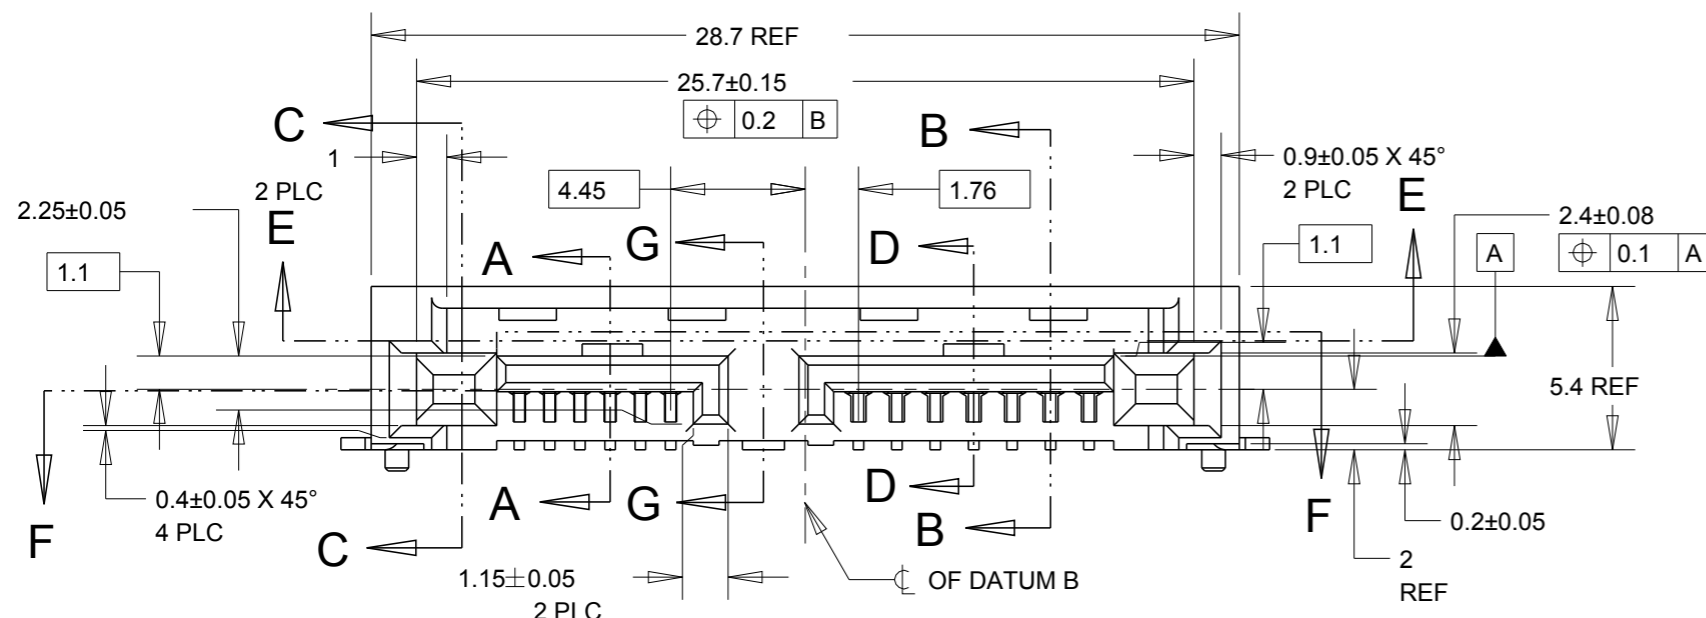 28.7 REF
25.7±0.15
⌖ 0.2 B
C
B
1
2 PLC
0.9±0.05 X 45°
2 PLC
4.45
1.76
E
2.25±0.05
E
2.4±0.08
⌖ 0.1 A
A
G
D
1.1
A
1.1
5.4 REF
F
0.4±0.05 X 45°
4 PLC
A
G
D
B
F
0.2±0.05
C
1.15±0.05
2 PLC
℄ OF DATUM B
2
REF